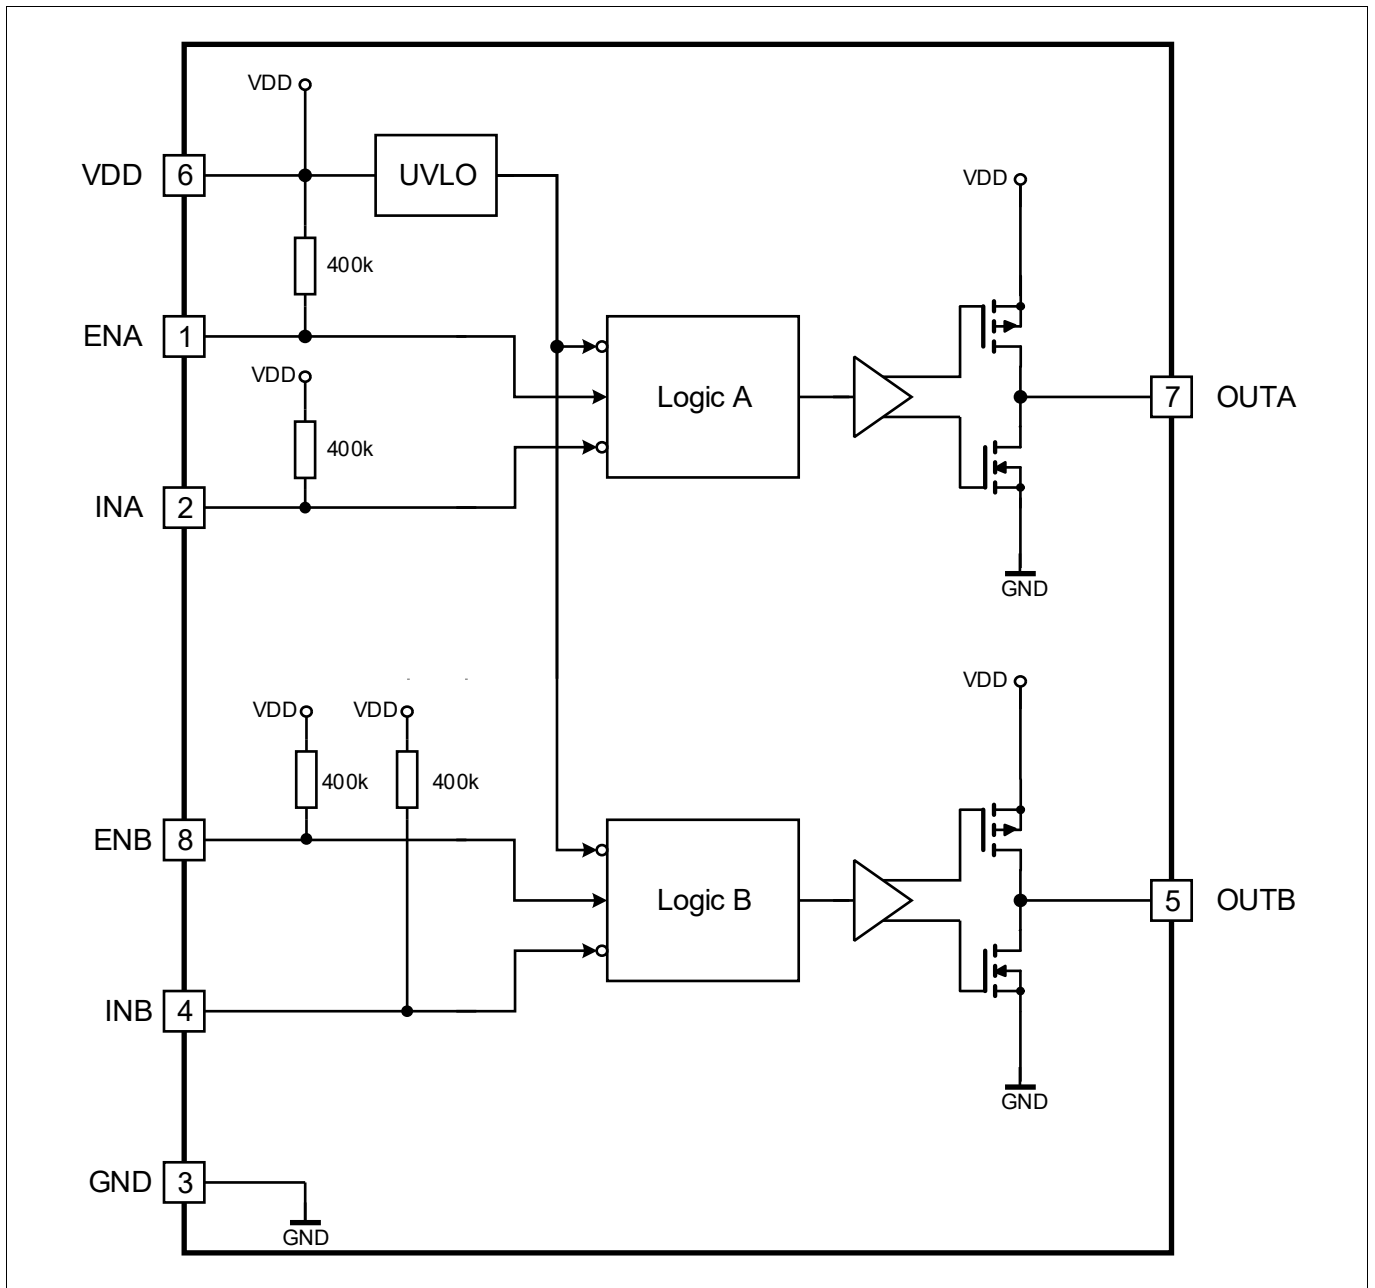 VDD
VDD 6 UVLO
VDD
400k
ENA 1
VDD
Logic A
7 OUTA
400k
INA 2
GND
VDD
VDD VDD
400k 400k
ENB 8
Logic B
5 OUTB
INB 4
GND
GND 3
GND